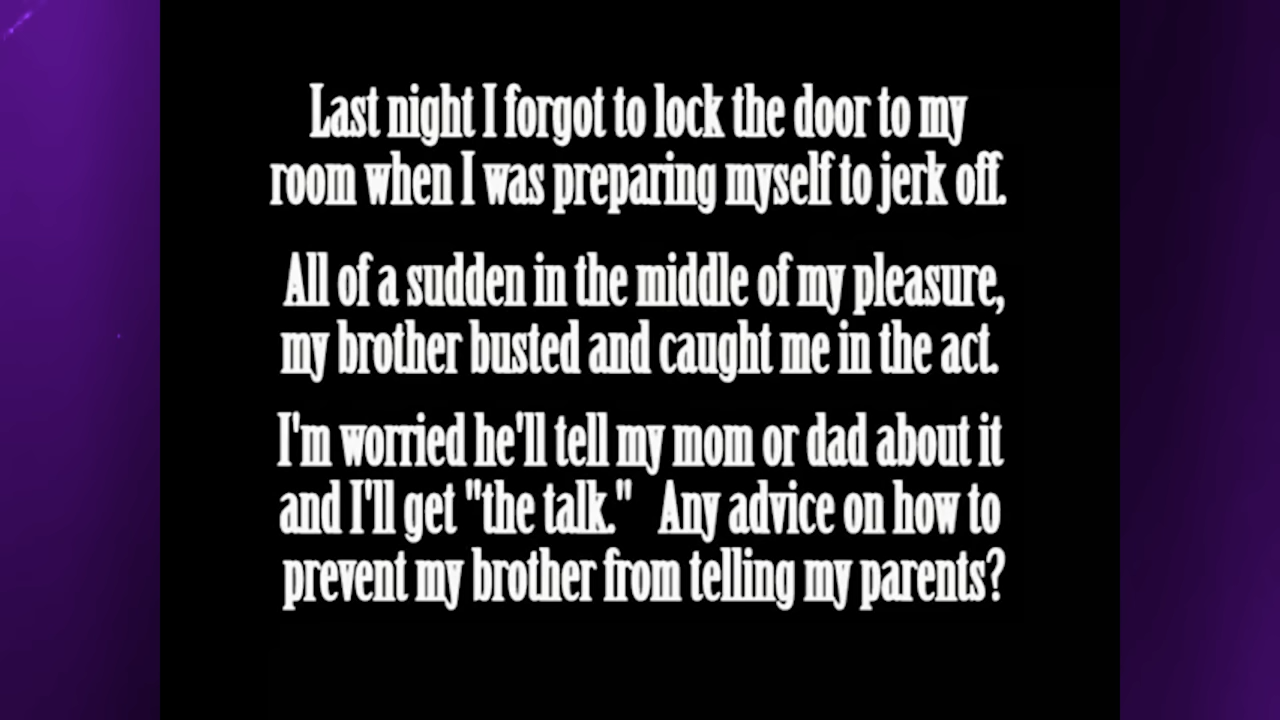 Last night I forgot to lock the door to my
room when I was preparing myself to jerk off.
All of a sudden in the middle of my pleasure,
my brother busted and caught me in the act.
I'm worried he'll tell my mom or dad about it
and I'll get "the talk."  Any advice on how to
prevent my brother from telling my parents?